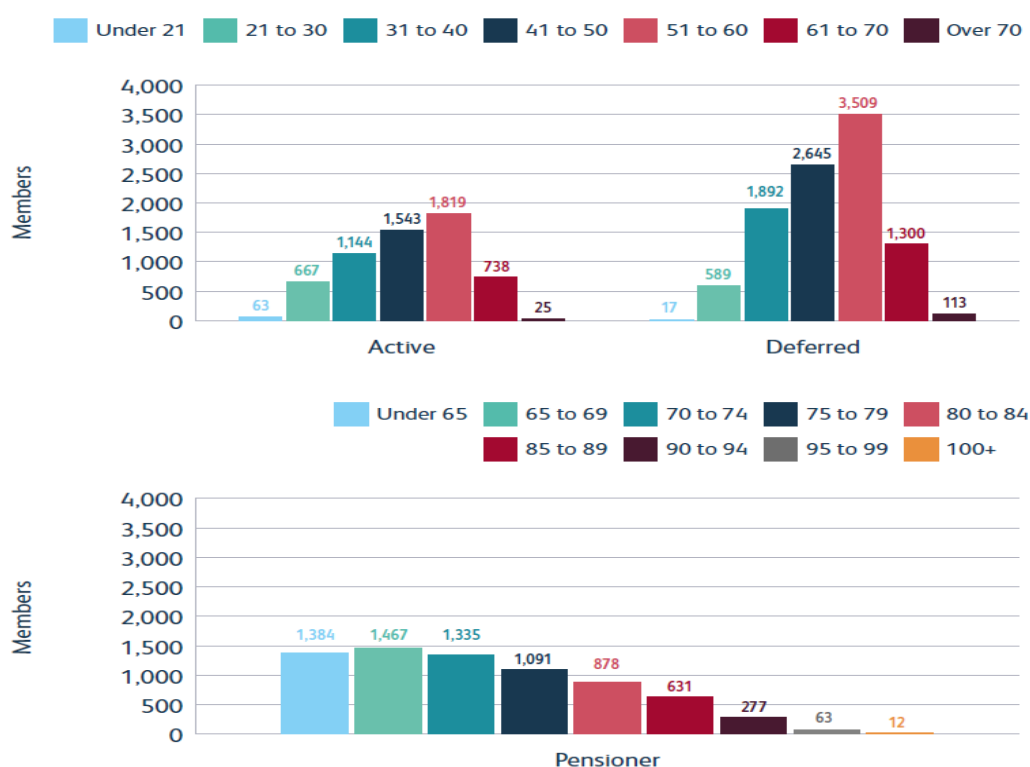 Under 21 21 to 30 31 to 40 41 to 50 51 to 60 61 to 70 Over 70
Members
4,000
3,500
3,000
2,500
2,000
1,500
1,000
500
0
63 667 1,144 1,543 1,819 738 25
17 589 1,892 2,645 3,509 1,300 113
Active Deferred
Under 65 65 to 69 70 to 74 75 to 79 80 to 84
85 to 89 90 to 94 95 to 99 100+
Members
4,000
3,500
3,000
2,500
2,000
1,500
1,000
500
0
1,384 1,467 1,335 1,091 878 631 277 63 12
Pensioner